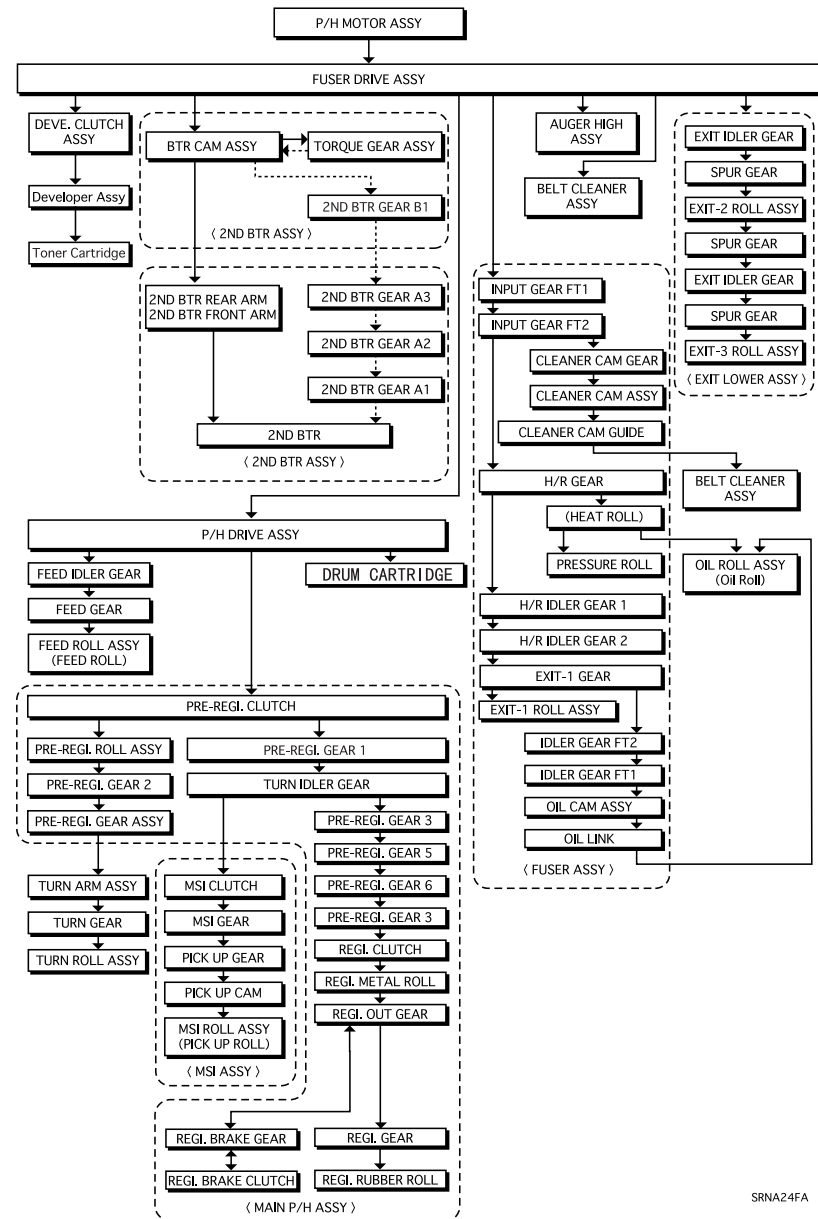 P/H MOTOR ASSY
FUSER DRIVE ASSY
DEVE. CLUTCH
ASSY
Developer Assy
Toner Cartridge
BTR CAM ASSY
TORQUE GEAR ASSY
2ND BTR GEAR B1
〈 2ND BTR ASSY 〉
2ND BTR REAR ARM
2ND BTR FRONT ARM
2ND BTR GEAR A3
2ND BTR GEAR A2
2ND BTR GEAR A1
2ND BTR
〈 2ND BTR ASSY 〉
AUGER HIGH
ASSY
BELT CLEANER
ASSY
EXIT IDLER GEAR
SPUR GEAR
EXIT-2 ROLL ASSY
SPUR GEAR
EXIT IDLER GEAR
SPUR GEAR
EXIT-3 ROLL ASSY
〈 EXIT LOWER ASSY 〉
INPUT GEAR FT1
INPUT GEAR FT2
CLEANER CAM GEAR
CLEANER CAM ASSY
CLEANER CAM GUIDE
H/R GEAR
BELT CLEANER
ASSY
(HEAT ROLL)
PRESSURE ROLL
OIL ROLL ASSY
(Oil Roll)
H/R IDLER GEAR 1
H/R IDLER GEAR 2
EXIT-1 GEAR
EXIT-1 ROLL ASSY
IDLER GEAR FT2
IDLER GEAR FT1
OIL CAM ASSY
OIL LINK
〈 FUSER ASSY 〉
P/H DRIVE ASSY
FEED IDLER GEAR
FEED GEAR
FEED ROLL ASSY
(FEED ROLL)
DRUM CARTRIDGE
PRE-REGI. CLUTCH
PRE-REGI. ROLL ASSY
PRE-REGI. GEAR 2
PRE-REGI. GEAR ASSY
PRE-REGI. GEAR 1
TURN IDLER GEAR
TURN ARM ASSY
TURN GEAR
TURN ROLL ASSY
MSI CLUTCH
MSI GEAR
PICK UP GEAR
PICK UP CAM
MSI ROLL ASSY
(PICK UP ROLL)
〈 MSI ASSY 〉
PRE-REGI. GEAR 3
PRE-REGI. GEAR 5
PRE-REGI. GEAR 6
PRE-REGI. GEAR 3
REGI. CLUTCH
REGI. METAL ROLL
REGI. OUT GEAR
REGI. BRAKE GEAR
REGI. BRAKE CLUTCH
REGI. GEAR
REGI. RUBBER ROLL
〈 MAIN P/H ASSY 〉
SRNA24FA